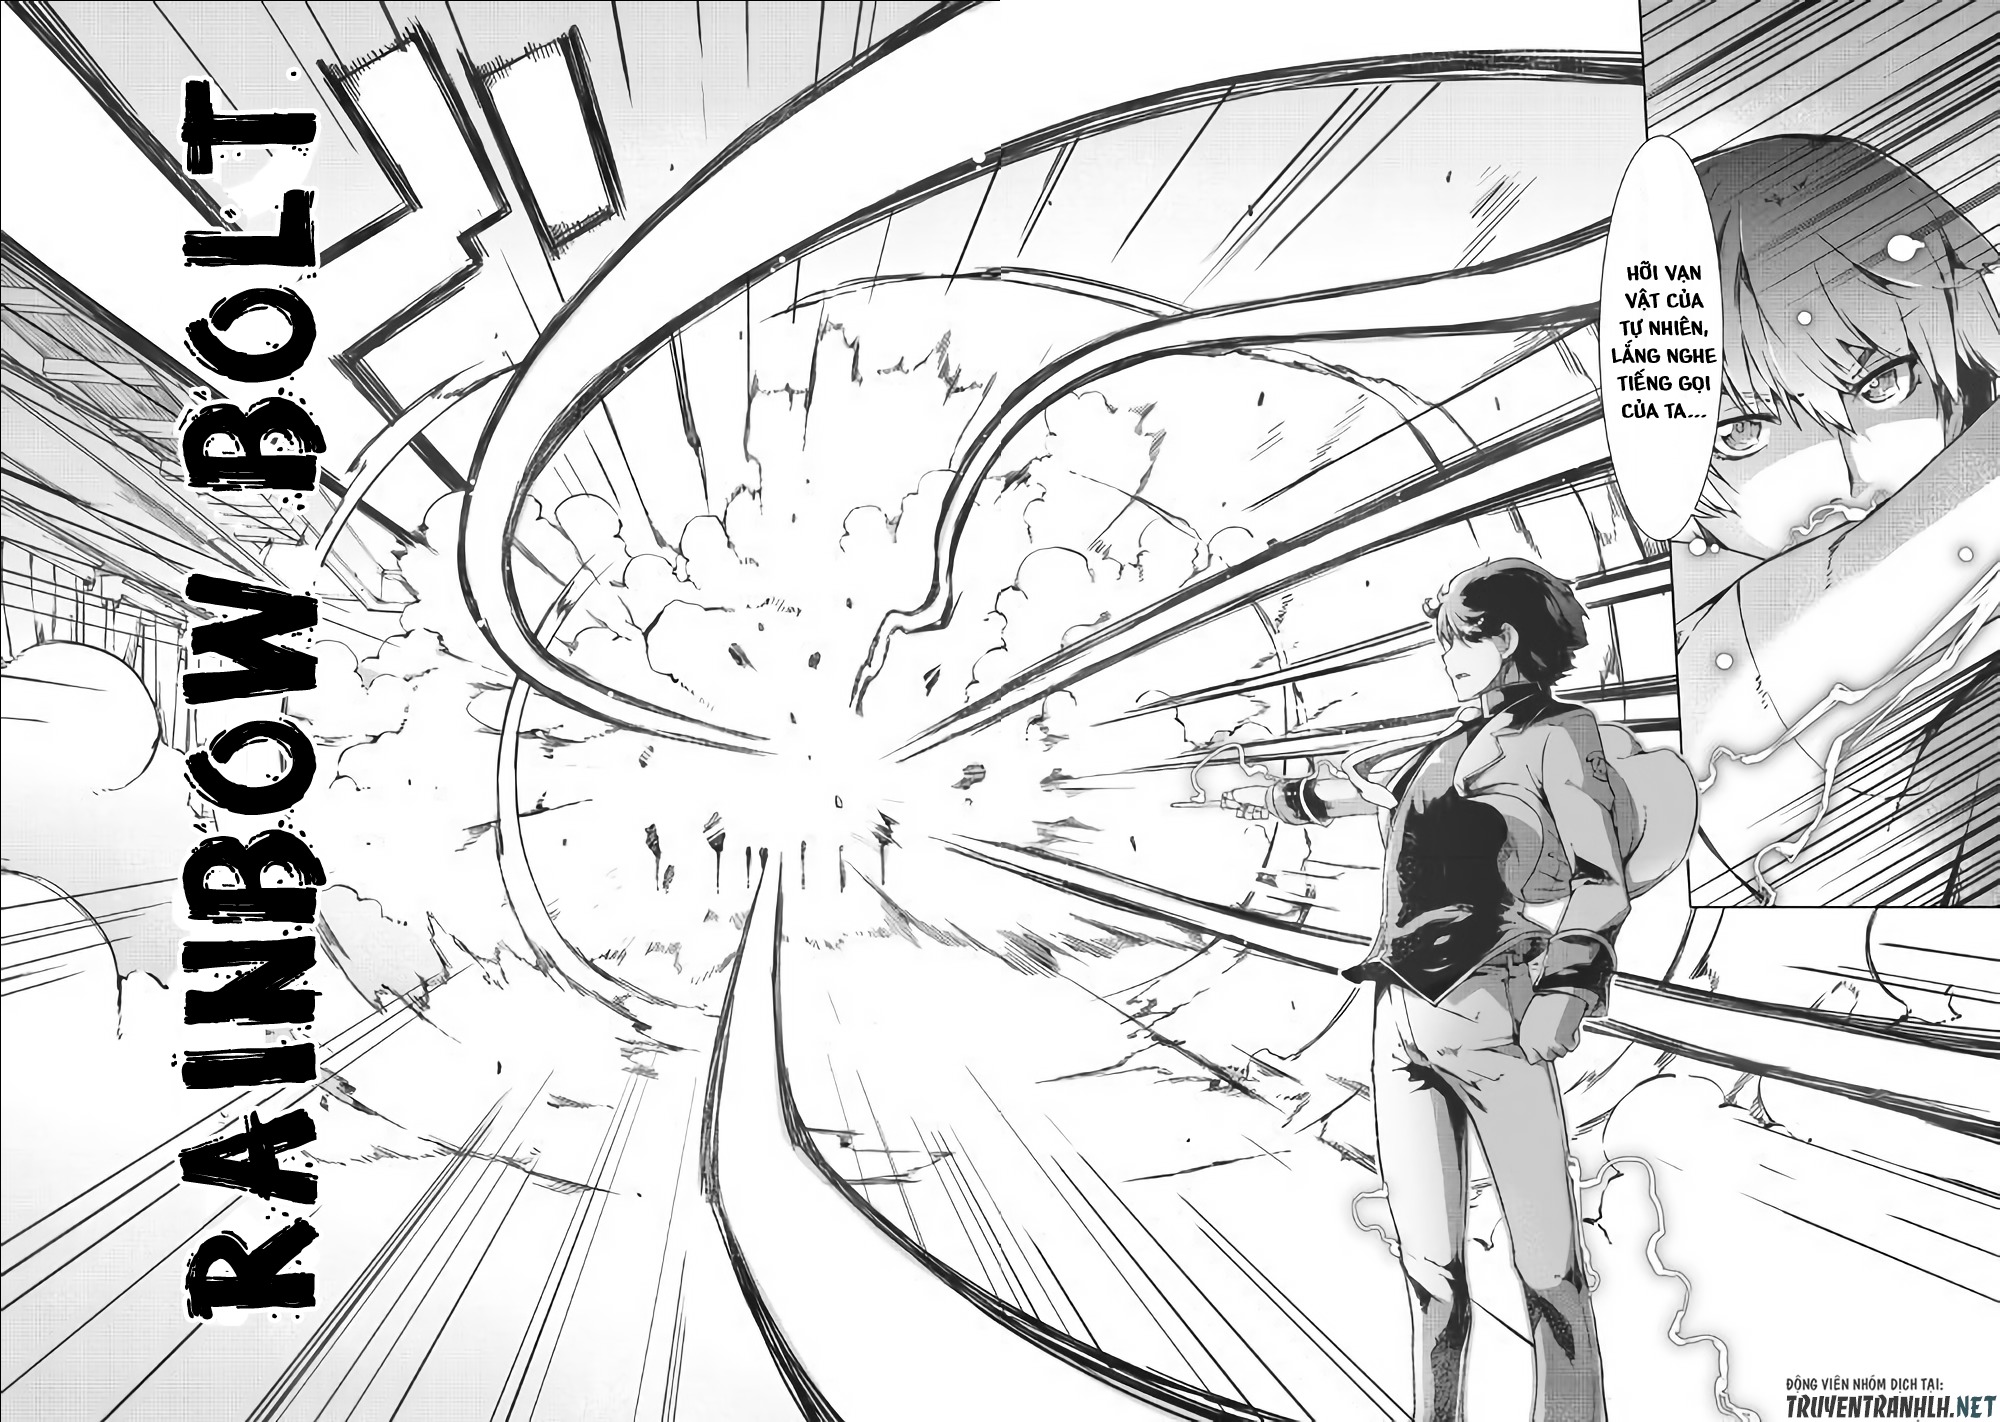 HỠI VẠN
VẬT CỦA
TỰ NHIÊN,
LẮNG NGHE
TIẾNG GỌI
CỦA TA...
RAINBOW BOLT
ĐỘNG VIÊN NHÓM DỊCH TẠI:
TRUYENTRANHLH.NET